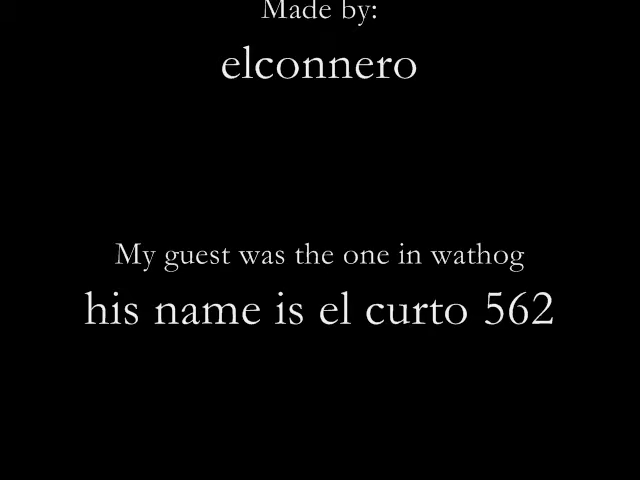 Made by:
elconnero
My guest was the one in wathog
his name is el curto 562